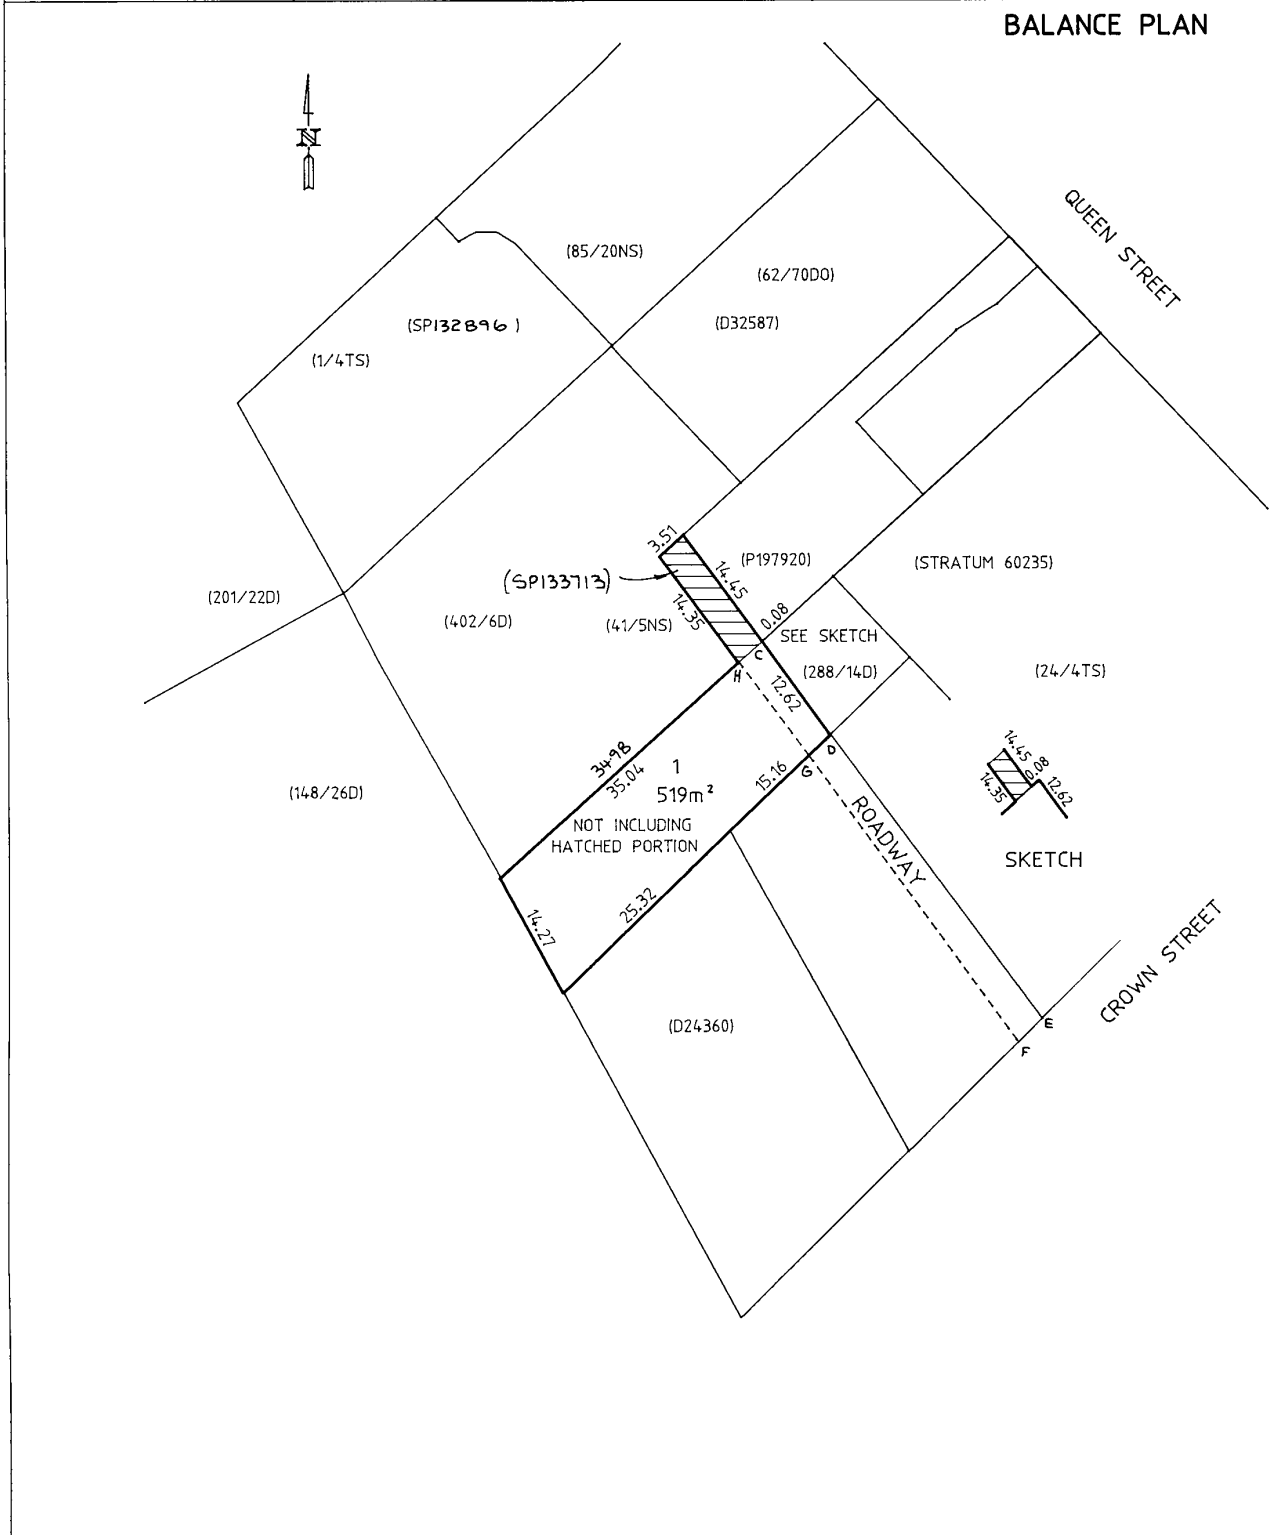 BALANCE PLAN
N
QUEEN STREET
(85/20NS)
(62/70DO)
(SP132896)
(D32587)
(1/4TS)
3.51
(P197920)
(STRATUM 60235)
(SP133713)
14.45
14.35
(201/22D)
(402/6D)
(41/5NS)
0.08
SEE SKETCH
C
(288/14D)
(24/4TS)
H
12.62
D
G
34.98
35.04
1
519m²
15.16
NOT INCLUDING
HATCHED PORTION
(148/26D)
ROADWAY
14.45
0.08
14.35
12.62
SKETCH
25.32
14.27
CROWN STREET
(D24360)
E
F